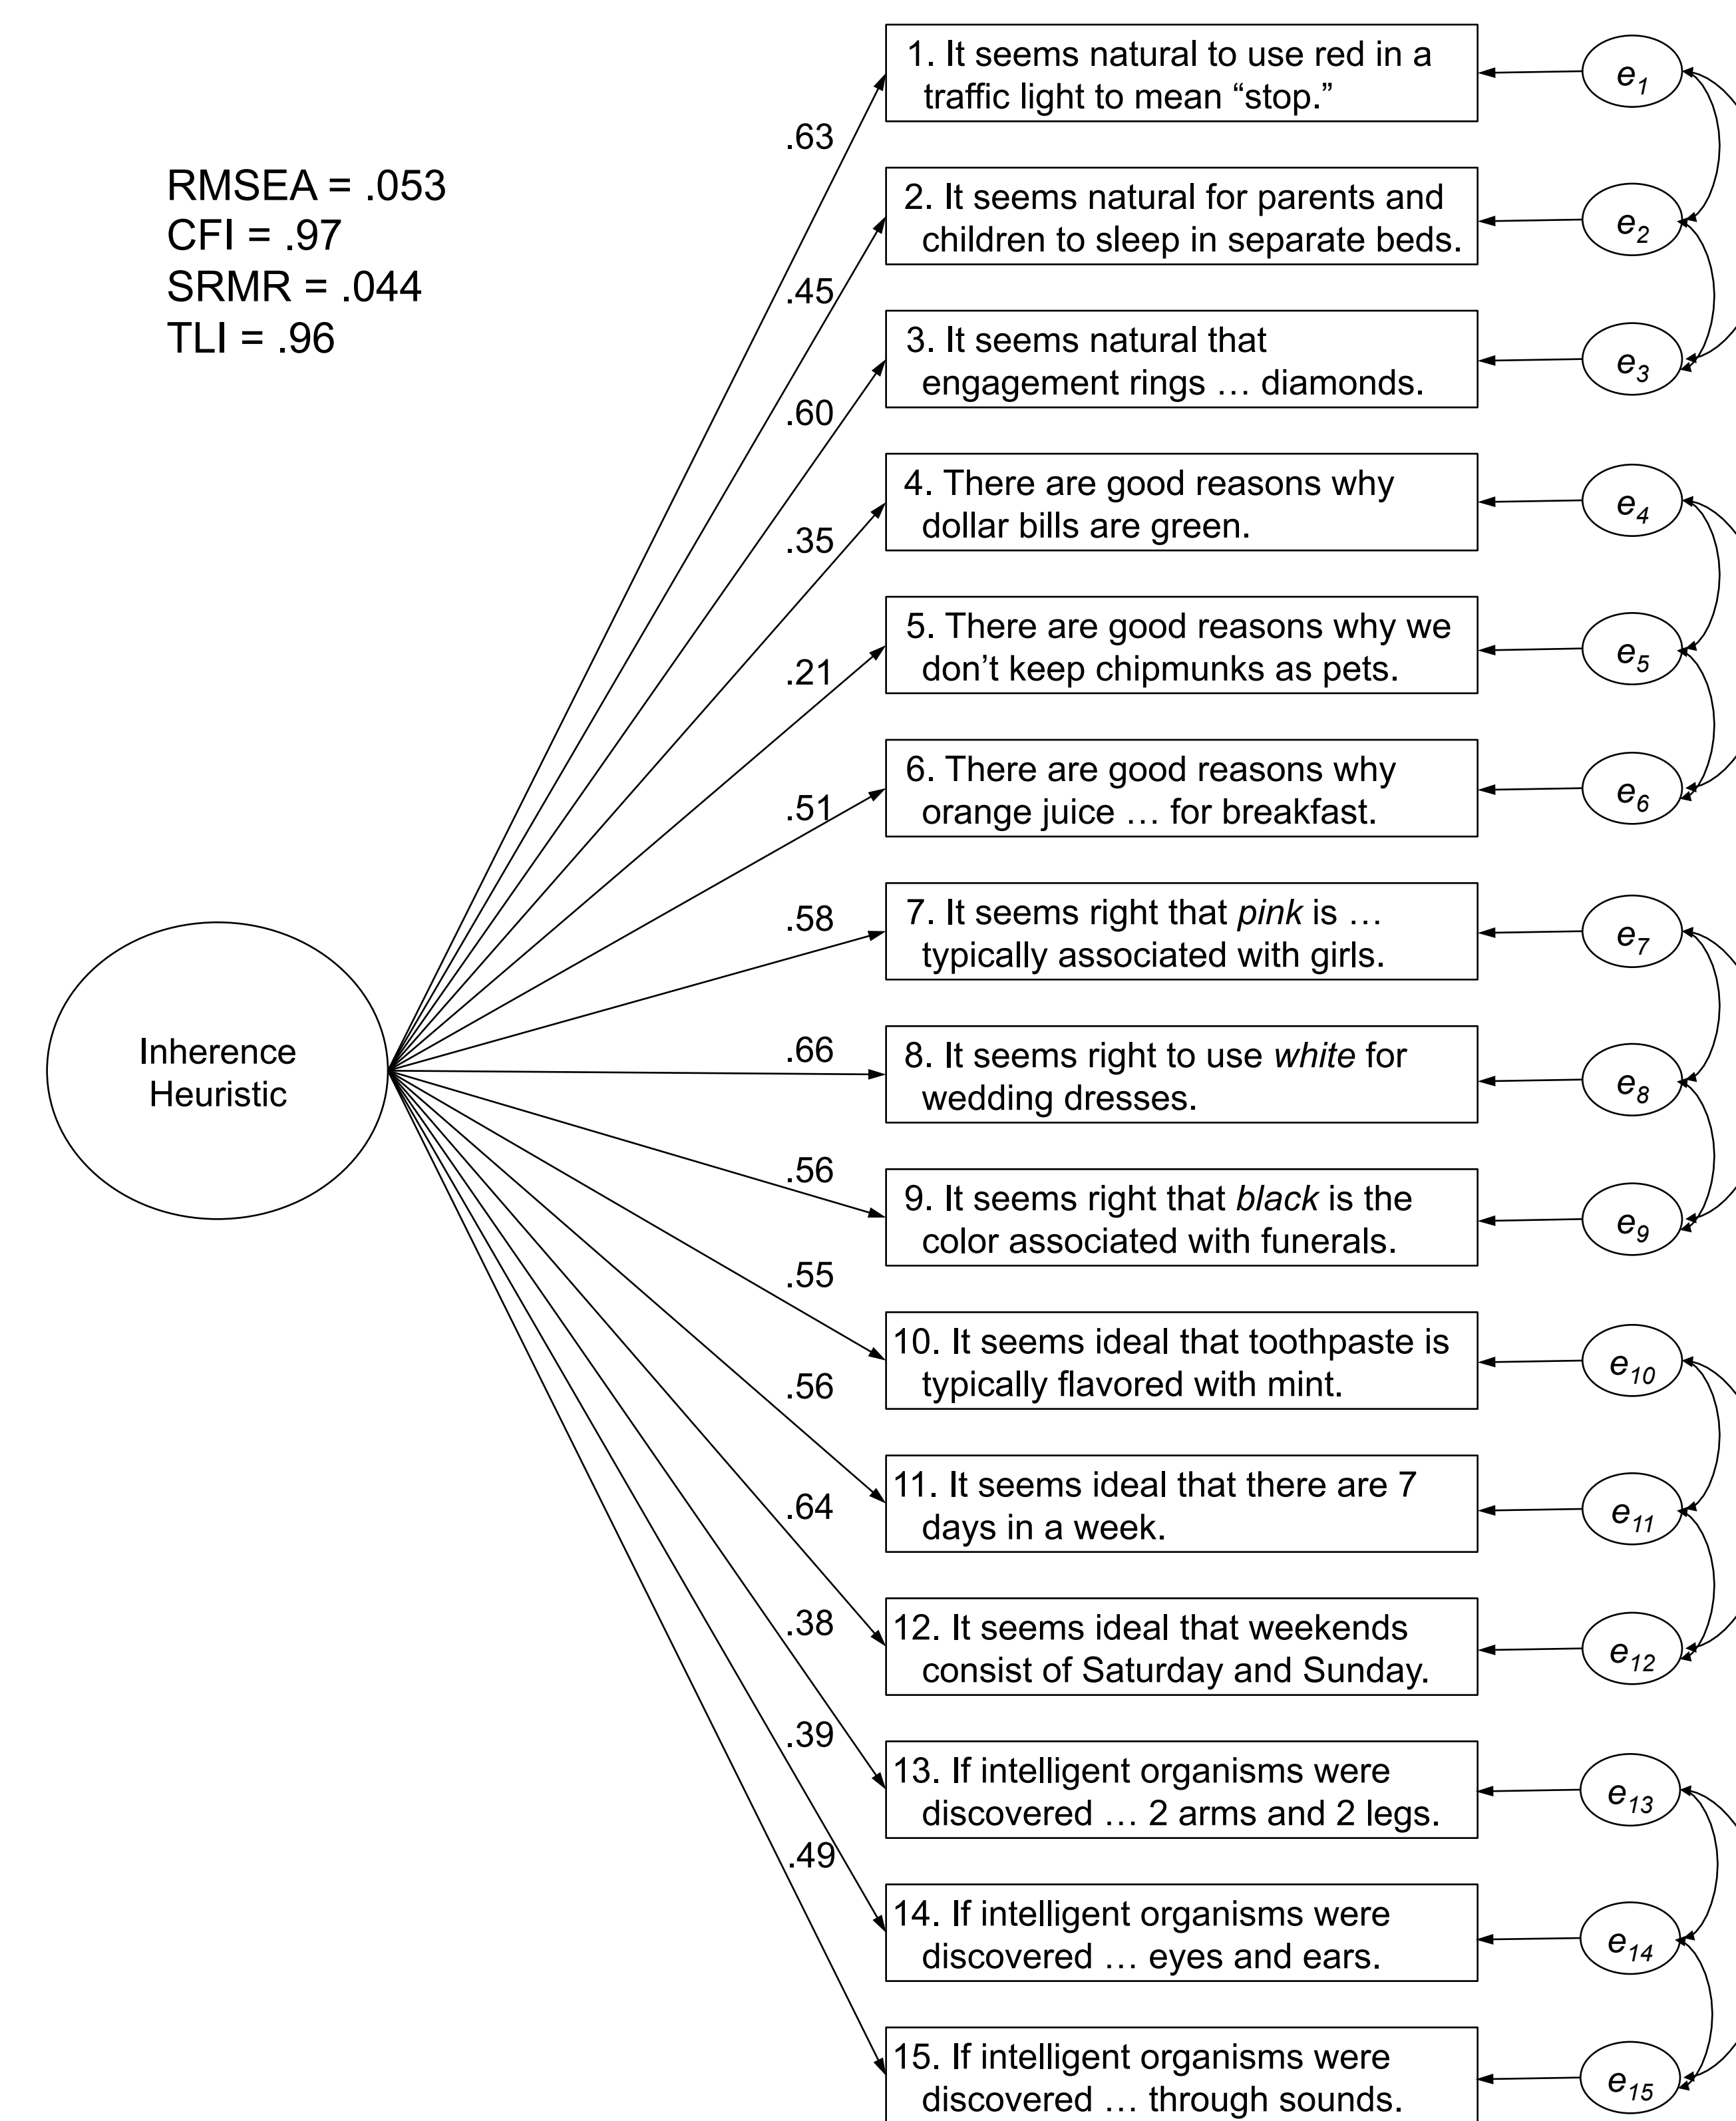 RMSEA = .053
CFI = .97
SRMR = .044
TLI = .96
Inherence
Heuristic
.63
.45
.60
.35
.21
.51
.58
.66
.56
.55
.56
.64
.38
.39
.49
1. It seems natural to use red in a
traffic light to mean “stop.”
e1
2. It seems natural for parents and
children to sleep in separate beds.
e2
3. It seems natural that
engagement rings … diamonds.
e3
4. There are good reasons why
dollar bills are green.
e4
5. There are good reasons why we
don’t keep chipmunks as pets.
e5
6. There are good reasons why
orange juice … for breakfast.
e6
7. It seems right that pink is …
typically associated with girls.
e7
8. It seems right to use white for
wedding dresses.
e8
9. It seems right that black is the
color associated with funerals.
e9
10. It seems ideal that toothpaste is
typically flavored with mint.
e10
11. It seems ideal that there are 7
days in a week.
e11
12. It seems ideal that weekends
consist of Saturday and Sunday.
e12
13. If intelligent organisms were
discovered … 2 arms and 2 legs.
e13
14. If intelligent organisms were
discovered … eyes and ears.
e14
15. If intelligent organisms were
discovered … through sounds.
e15